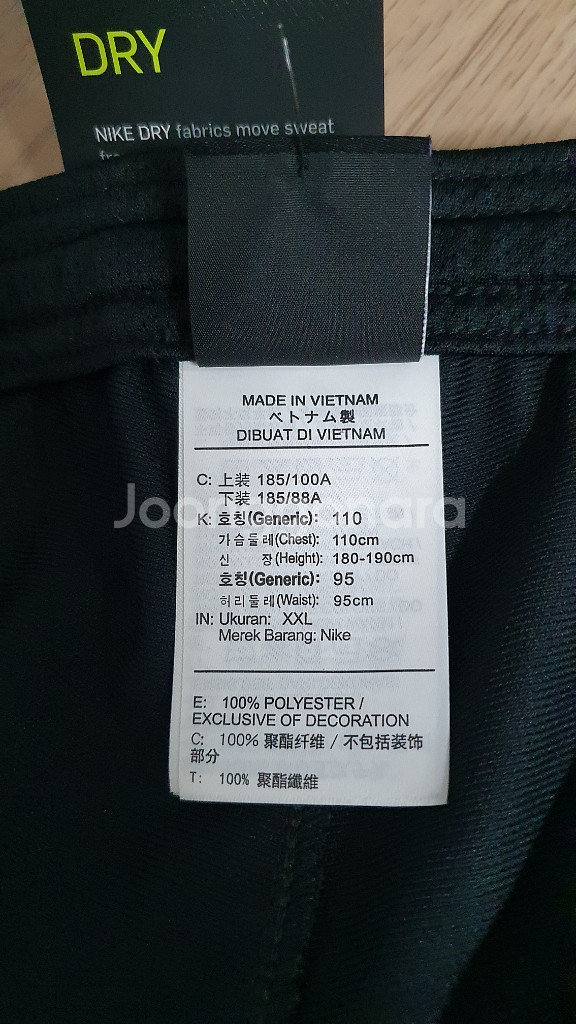 DRY
NIKE DRY fabrics move sweat
MADE IN VIETNAM
ベトナム製
DIBUAT DI VIETNAM
C: 上装 185/100A
下装 185/88A
K: 호칭(Generic): 110
가슴둘레(Chest): 110cm
신 장(Height): 180-190cm
호칭(Generic): 95
허리둘레(Waist): 95cm
IN: Ukuran: XXL
Merek Barang: Nike
E: 100% POLYESTER /
EXCLUSIVE OF DECORATION
C: 100% 聚酯纤维 / 不包括装饰
部分
T: 100% 聚酯纖維
Joonggonara